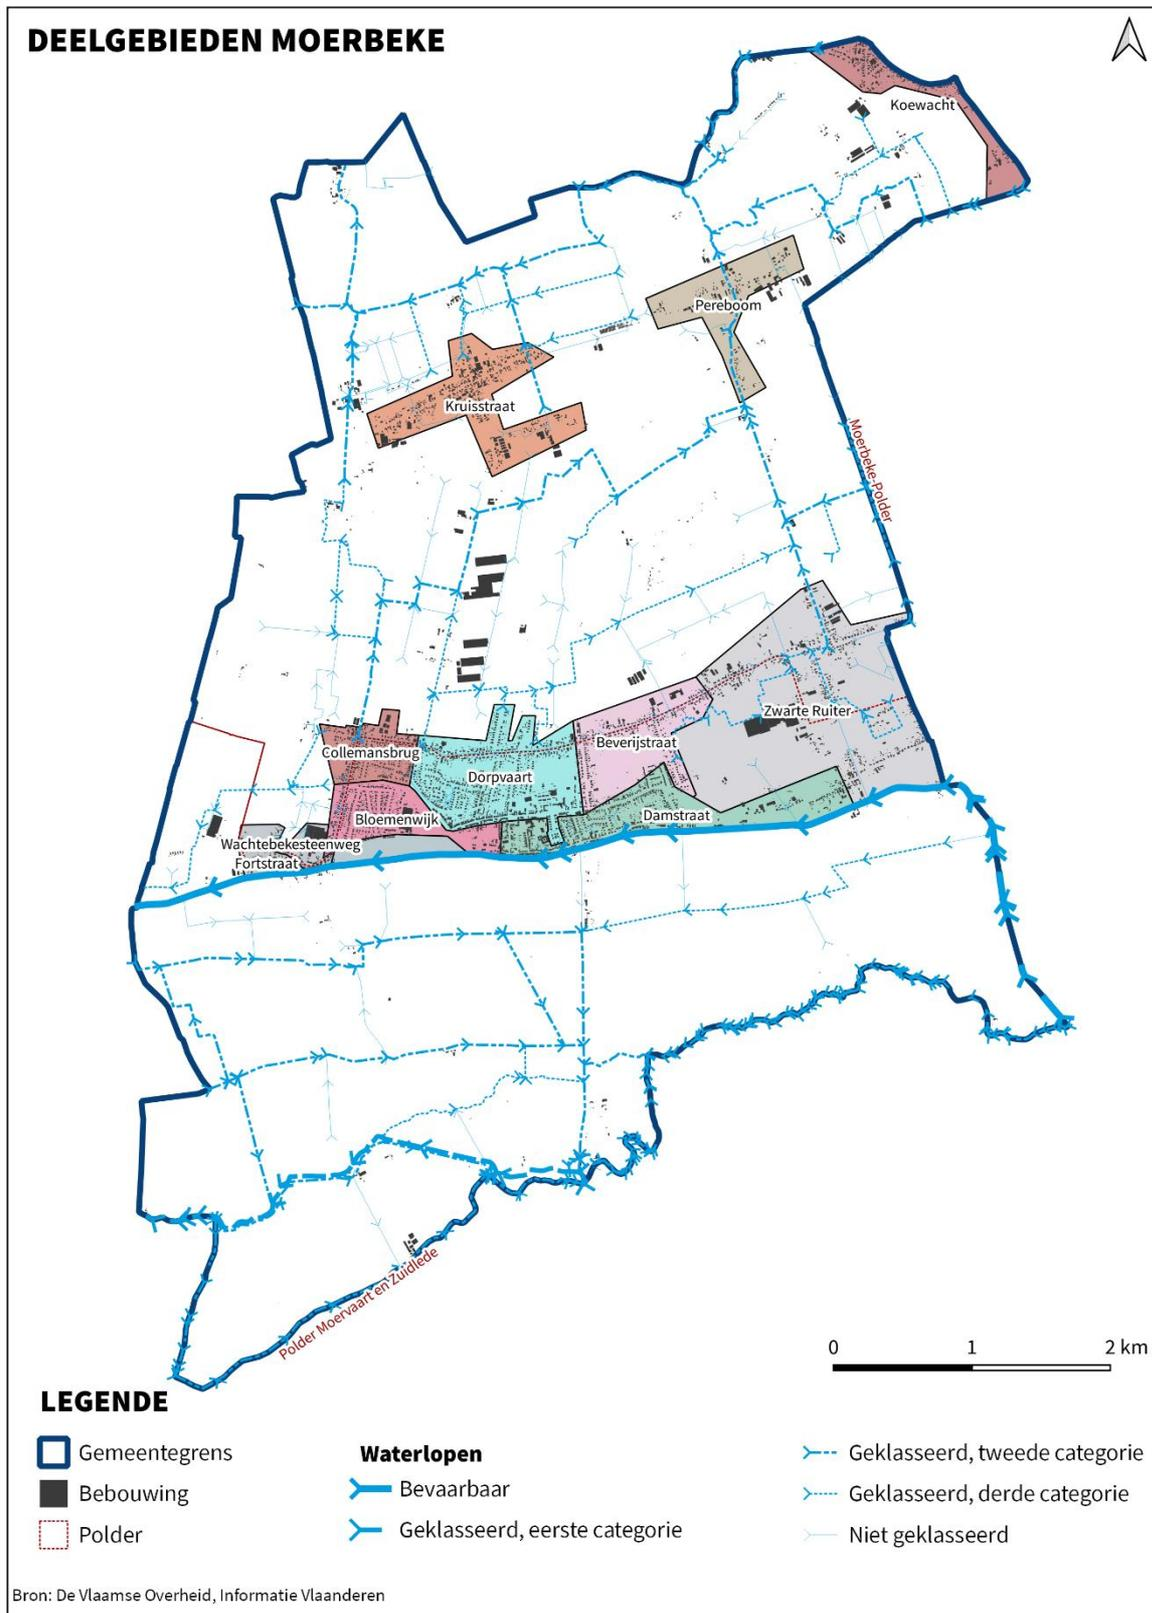 DEELGEBIEDEN MOERBEKE
Koewacht
Pereboom
Kruisstraat
Moerbeke-Polder
Zwarte Ruiter
Beverijstraat
Collemansbrug
Dorpvaart
Damstraat
Bloemenwijk
Wachtebekesteenweg
Fortstraat
Polder Moervaart en Zuidlede
0 1 2 km
LEGENDE
Gemeentegrens
Bebouwing
Polder
Waterlopen
Bevaarbaar
Geklasseerd, eerste categorie
Geklasseerd, tweede categorie
Geklasseerd, derde categorie
Niet geklasseerd
Bron: De Vlaamse Overheid, Informatie Vlaanderen